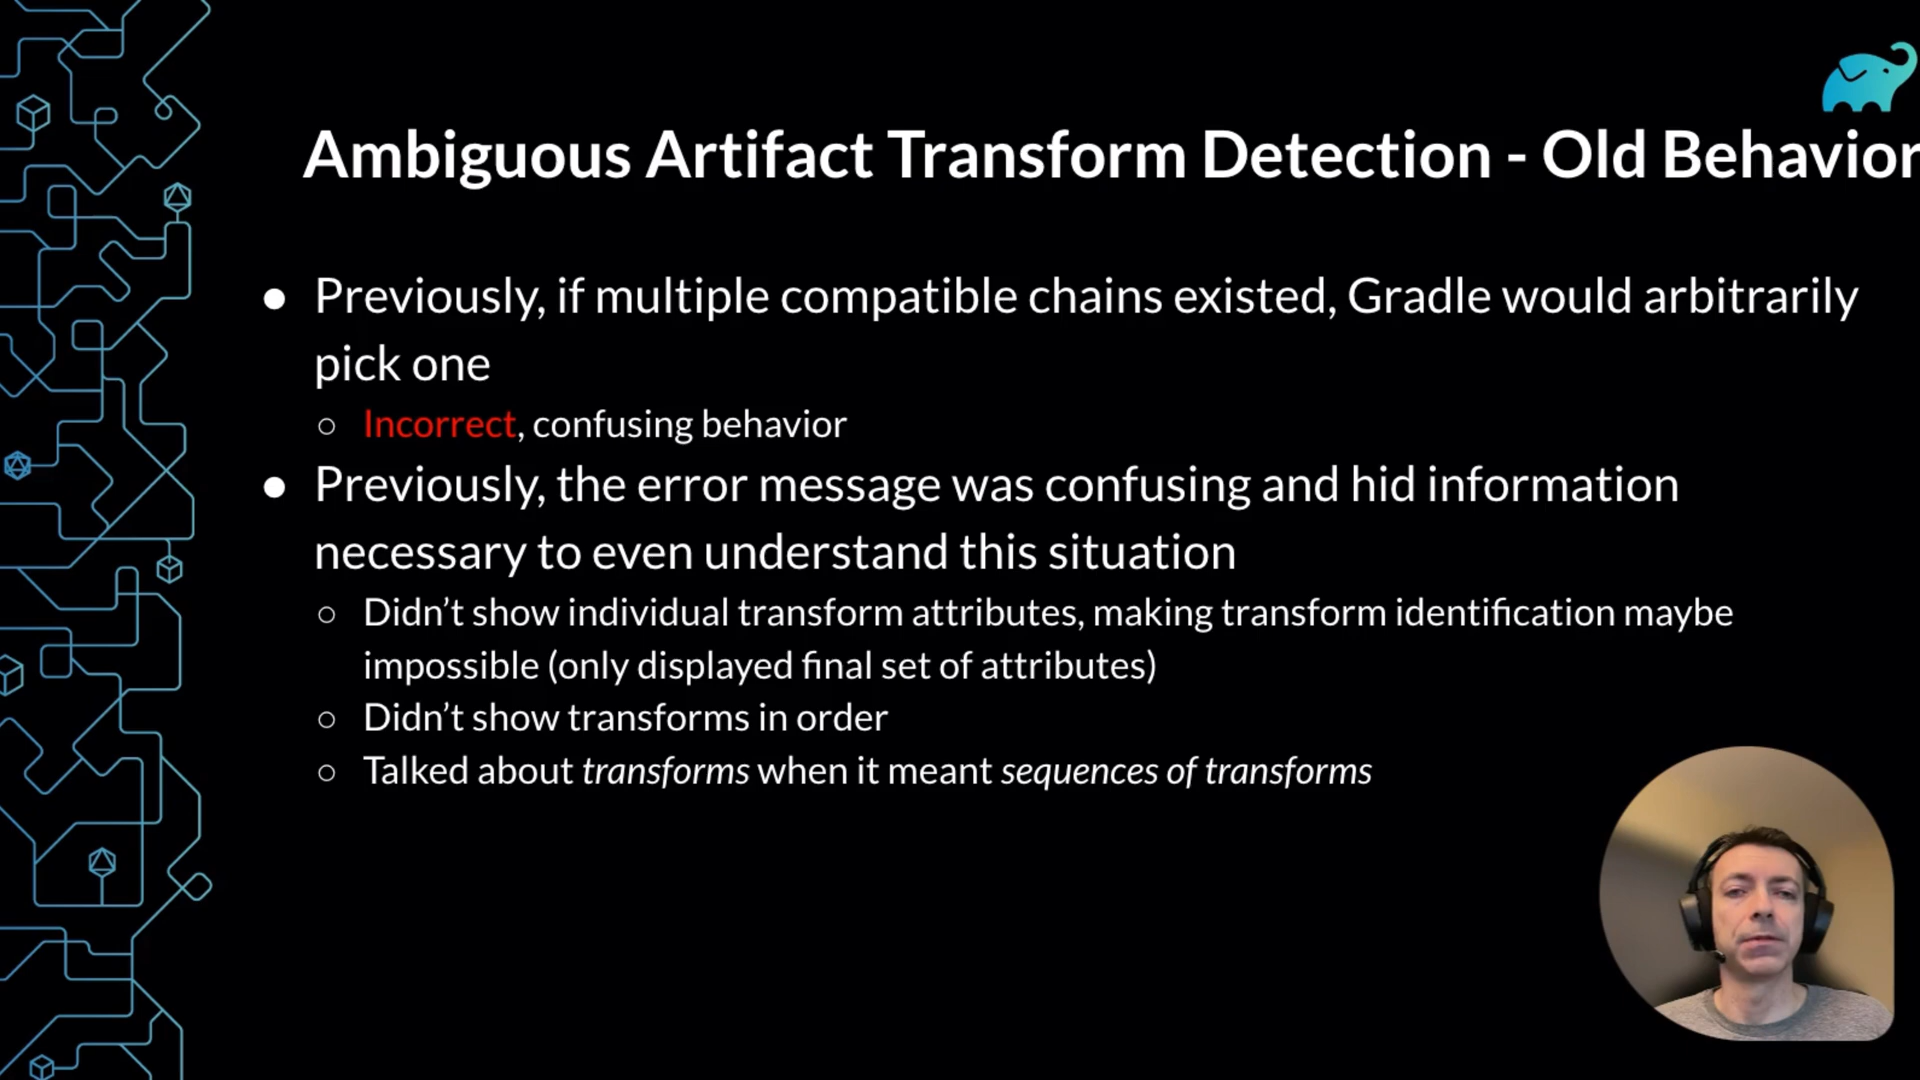 Ambiguous Artifact Transform Detection - Old Behavior
● Previously, if multiple compatible chains existed, Gradle would arbitrarily
pick one
○ Incorrect, confusing behavior
● Previously, the error message was confusing and hid information
necessary to even understand this situation
○ Didn’t show individual transform attributes, making transform identification maybe
impossible (only displayed final set of attributes)
○ Didn’t show transforms in order
○ Talked about transforms when it meant sequences of transforms